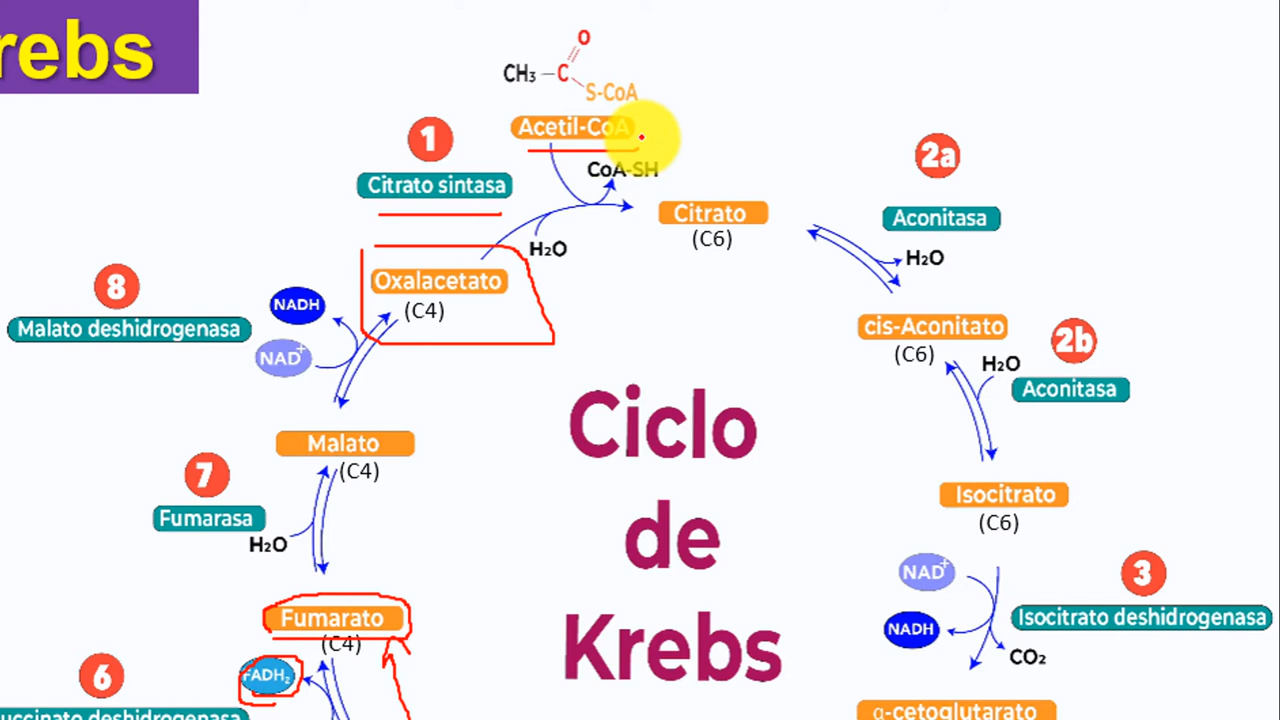 rebs
O
CH₃ – C
S-CoA
Acetil-CoA
1
Citrato sintasa
CoA-SH
2a
Aconitasa
Citrato
(C6)
H₂O
H₂O
Oxalacetato
(C4)
8
Malato deshidrogenasa
NADH
NAD⁺
cis-Aconitato
(C6)
2b
H₂O
Aconitasa
Ciclo
de
Krebs
Malato
(C4)
7
Fumarasa
H₂O
Isocitrato
(C6)
NAD⁺
NADH
3
Isocitrato deshidrogenasa
CO₂
Fumarato
(C4)
FADH₂
6
uccinato deshidrogenasa
α-cetoglutarato